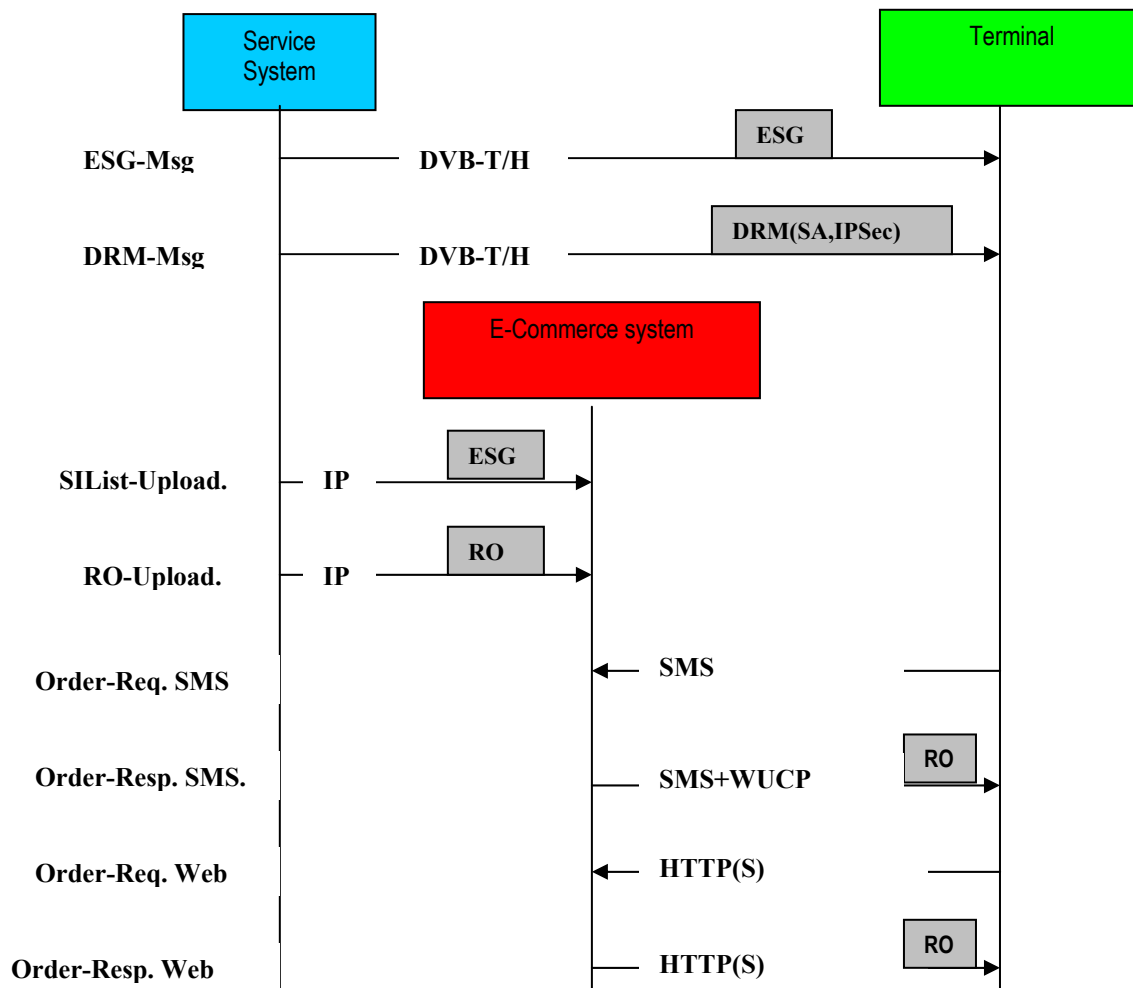 Service
System
Terminal
ESG
ESG-Msg
DVB-T/H
DRM(SA,IPSec)
DRM-Msg
DVB-T/H
E-Commerce system
ESG
SIList-Upload.
IP
RO
RO-Upload.
IP
Order-Req. SMS
SMS
RO
Order-Resp. SMS.
SMS+WUCP
Order-Req. Web
HTTP(S)
RO
Order-Resp. Web
HTTP(S)